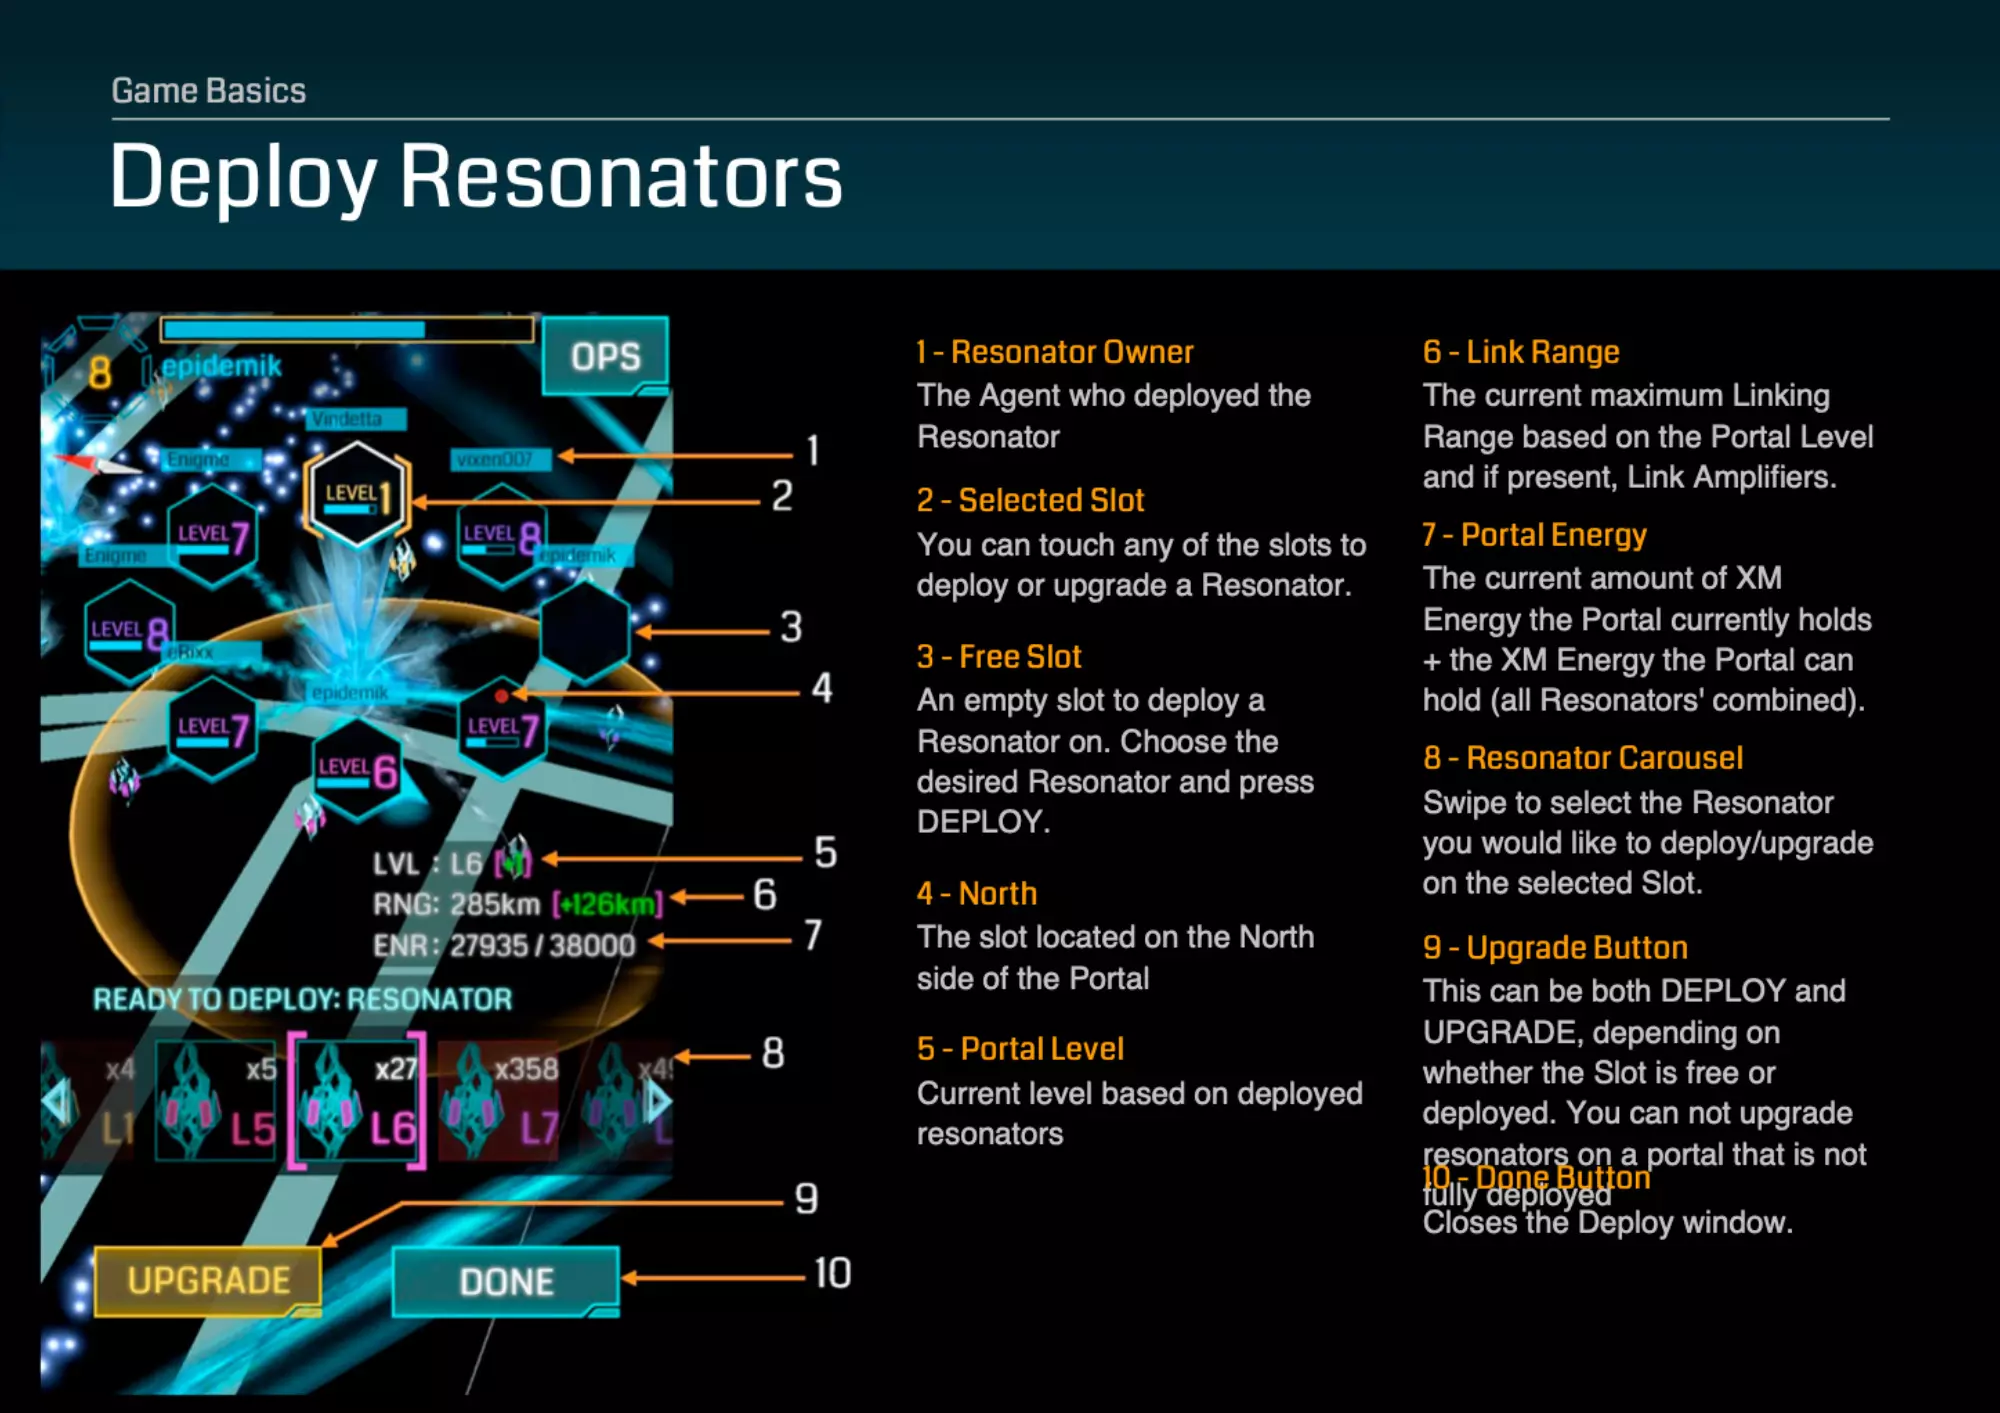 Game Basics
Deploy Resonators
8
epidemik
OPS
Vindetta
Enigme
vixen007
LEVEL 1
LEVEL 7
LEVEL 8
Enigme
epidemik
LEVEL 8
eRixx
epidemik
LEVEL 7
LEVEL 6
LEVEL 7
LVL : L6 [+1]
RNG: 285km [+126km]
ENR: 27935 / 38000
READY TO DEPLOY: RESONATOR
x4
x5
x27
x358
L1
L5
L6
L7
UPGRADE
DONE
1
2
3
4
5
6
7
8
9
10
1 - Resonator Owner
The Agent who deployed the
Resonator
2 - Selected Slot
You can touch any of the slots to
deploy or upgrade a Resonator.
3 - Free Slot
An empty slot to deploy a
Resonator on. Choose the
desired Resonator and press
DEPLOY.
4 - North
The slot located on the North
side of the Portal
5 - Portal Level
Current level based on deployed
resonators
6 - Link Range
The current maximum Linking
Range based on the Portal Level
and if present, Link Amplifiers.
7 - Portal Energy
The current amount of XM
Energy the Portal currently holds
+ the XM Energy the Portal can
hold (all Resonators' combined).
8 - Resonator Carousel
Swipe to select the Resonator
you would like to deploy/upgrade
on the selected Slot.
9 - Upgrade Button
This can be both DEPLOY and
UPGRADE, depending on
whether the Slot is free or
deployed. You can not upgrade
resonators on a portal that is not
fully deployed
10 - Done Button
Closes the Deploy window.